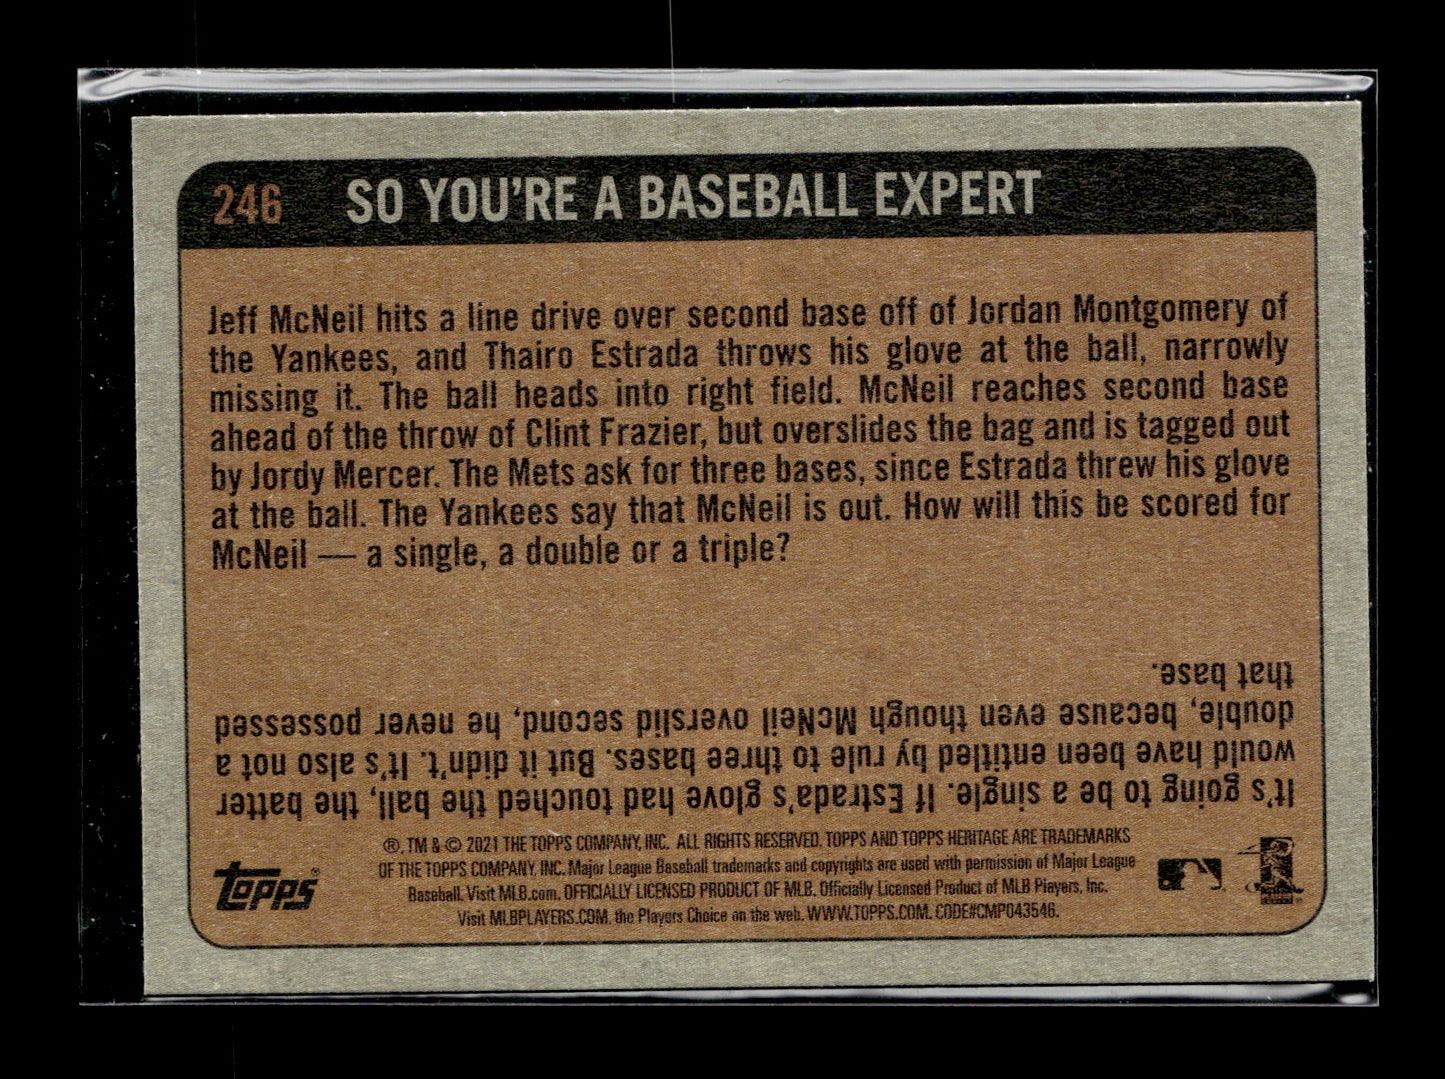 246 SO YOU'RE A BASEBALL EXPERT
Jeff McNeil hits a line drive over second base off of Jordan Montgomery of
the Yankees, and Thairo Estrada throws his glove at the ball, narrowly
missing it. The ball heads into right field. McNeil reaches second base
ahead of the throw of Clint Frazier, but overslides the bag and is tagged out
by Jordy Mercer. The Mets ask for three bases, since Estrada threw his glove
at the ball. The Yankees say that McNeil is out. How will this be scored for
McNeil — a single, a double or a triple?
It's going to be a single. If Estrada's glove had touched the ball, the batter
would have been entitled by rule to three bases. But it didn't. It's also not a
double, because even though McNeil overslid second, he never possessed
that base.
®, TM & © 2021 THE TOPPS COMPANY, INC. ALL RIGHTS RESERVED. TOPPS AND TOPPS HERITAGE ARE TRADEMARKS
OF THE TOPPS COMPANY, INC. Major League Baseball trademarks and copyrights are used with permission of Major League
Baseball. Visit MLB.com. OFFICIALLY LICENSED PRODUCT OF MLB. Officially Licensed Product of MLB Players, Inc.
Visit MLBPLAYERS.COM, the Players Choice on the web. WWW.TOPPS.COM. CODE#CMP043546.
Topps®